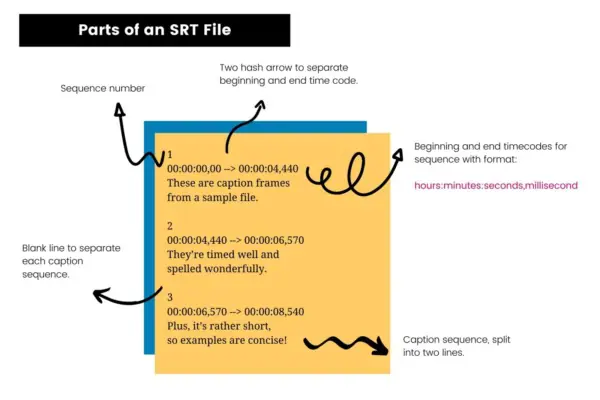 Parts of an SRT File
Two hash arrow to separate
beginning and end time code.
Sequence number
Beginning and end timecodes for
sequence with format:
hours:minutes:seconds,millisecond
1
00:00:00,00 --> 00:00:04,440
These are caption frames
from a sample file.
2
00:00:04,440 --> 00:00:06,570
They're timed well and
spelled wonderfully.
Blank line to separate
each caption
sequence.
3
00:00:06,570 --> 00:00:08,540
Plus, it's rather short,
so examples are concise!
Caption sequence, split
into two lines.